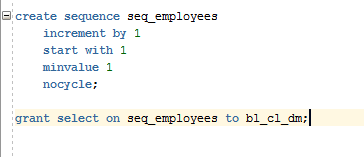 create sequence seq_employees
increment by 1
start with 1
minvalue 1
nocycle;
grant select on seq_employees to bl_cl_dm;